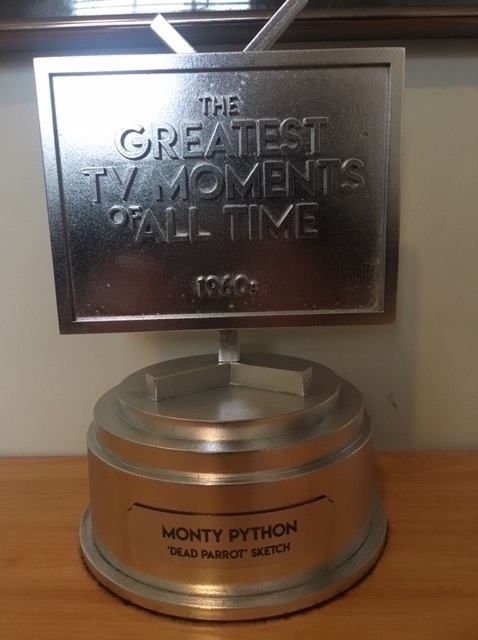 THE
GREATEST
TV MOMENTS
OF ALL TIME
1960s
MONTY PYTHON
'DEAD PARROT' SKETCH